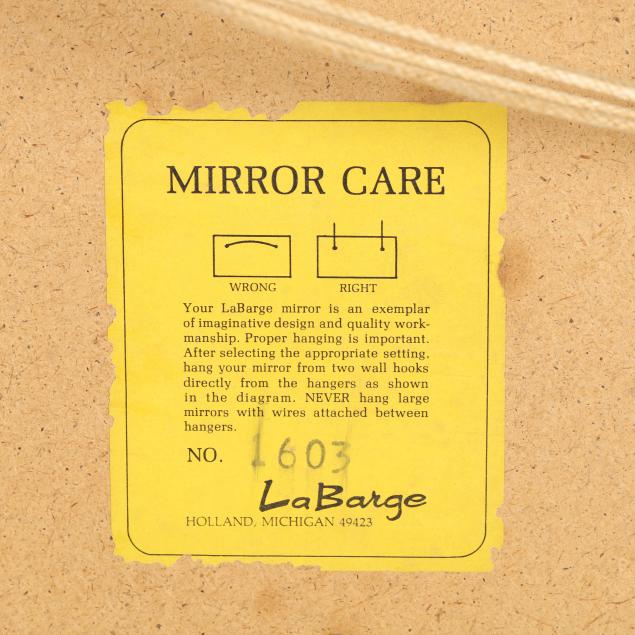 MIRROR CARE
WRONG RIGHT
Your LaBarge mirror is an exemplar
of imaginative design and quality work-
manship. Proper hanging is important.
After selecting the appropriate setting,
hang your mirror from two wall hooks
directly from the hangers as shown
in the diagram. NEVER hang large
mirrors with wires attached between
hangers.
NO. 1603
LaBarge
HOLLAND, MICHIGAN 49423